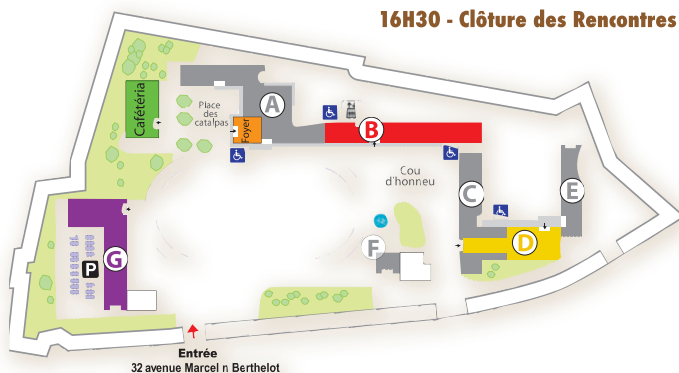 16H30 - Clôture des Rencontres
Cafétéria
Place
des
catalpas
A
Foyer
B
Cou
d'honneu
C
E
D
F
G
P
Entrée
32 avenue Marcel n Berthelot